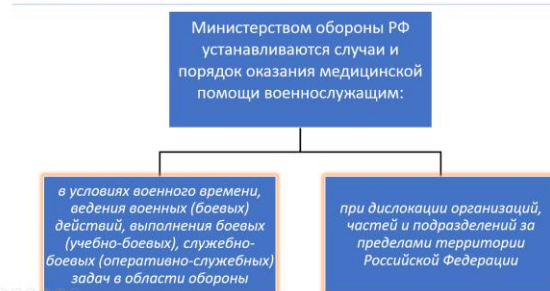 Министерством обороны РФ
устанавливаются случаи и
порядок оказания медицинской
помощи военнослужащим:
в условиях военного времени,
ведения военных (боевых)
действий, выполнения боевых
(учебно-боевых), служебно-
боевых (оперативно-служебных)
задач в области обороны
при дислокации организаций,
частей и подразделений за
пределами территории
Российской Федерации